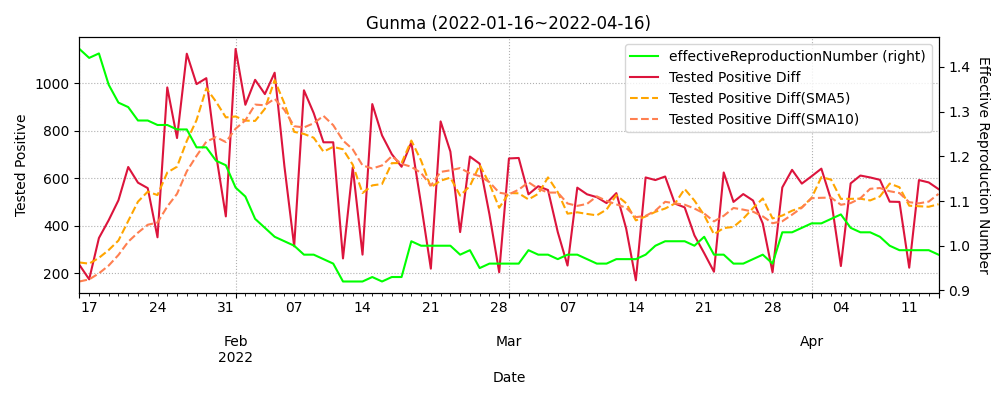 Gunma (2022-01-16~2022-04-16)
effectiveReproductionNumber (right)
Tested Positive Diff
Tested Positive Diff(SMA5)
Tested Positive Diff(SMA10)
Tested Positive
1000
800
600
400
200
1.4
1.3
1.2
1.1
1.0
0.9
Effective Reproduction Number
17 24 31 07 14 21 28 07 14 21 28 04 11
Feb Mar Apr
2022
Date